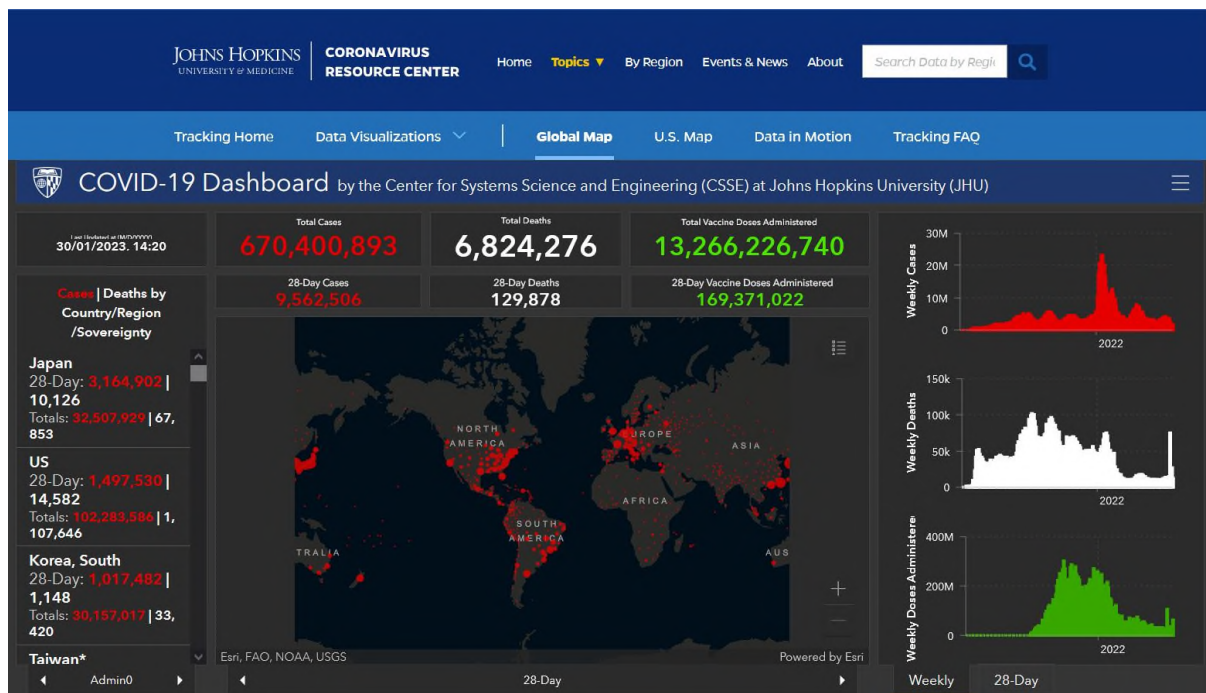 JOHNS HOPKINS
UNIVERSITY & MEDICINE
CORONAVIRUS
RESOURCE CENTER
Home
Topics ▼
By Region
Events & News
About
Search Data by Regi
Tracking Home
Data Visualizations
Global Map
U.S. Map
Data in Motion
Tracking FAQ
COVID-19 Dashboard by the Center for Systems Science and Engineering (CSSE) at Johns Hopkins University (JHU)
30/01/2023. 14:20
Total Cases
670,400,893
Total Deaths
6,824,276
Total Vaccine Doses Administered
13,266,226,740
28-Day Cases
9,562,506
28-Day Deaths
129,878
28-Day Vaccine Doses Administered
169,371,022
Cases | Deaths by
Country/Region
/Sovereignty
Japan
28-Day: 3,164,902 |
10,126
Totals: 32,507,929 | 67,
853
US
28-Day: 1,497,530 |
14,582
Totals: 102,283,586 | 1,
107,646
Korea, South
28-Day: 1,017,482 |
1,148
Totals: 30,157,017 | 33,
420
Taiwan*
Admin0
NORTH
AMERICA
EUROPE
ASIA
AFRICA
SOUTH
AMERICA
TRALIA
AUS
+
Esri, FAO, NOAA, USGS
Powered by Esri
28-Day
Weekly Cases
30M
20M
10M
0
2022
Weekly Deaths
150k
100k
50k
0
2022
Weekly Doses Administere
400M
200M
0
2022
Weekly
28-Day